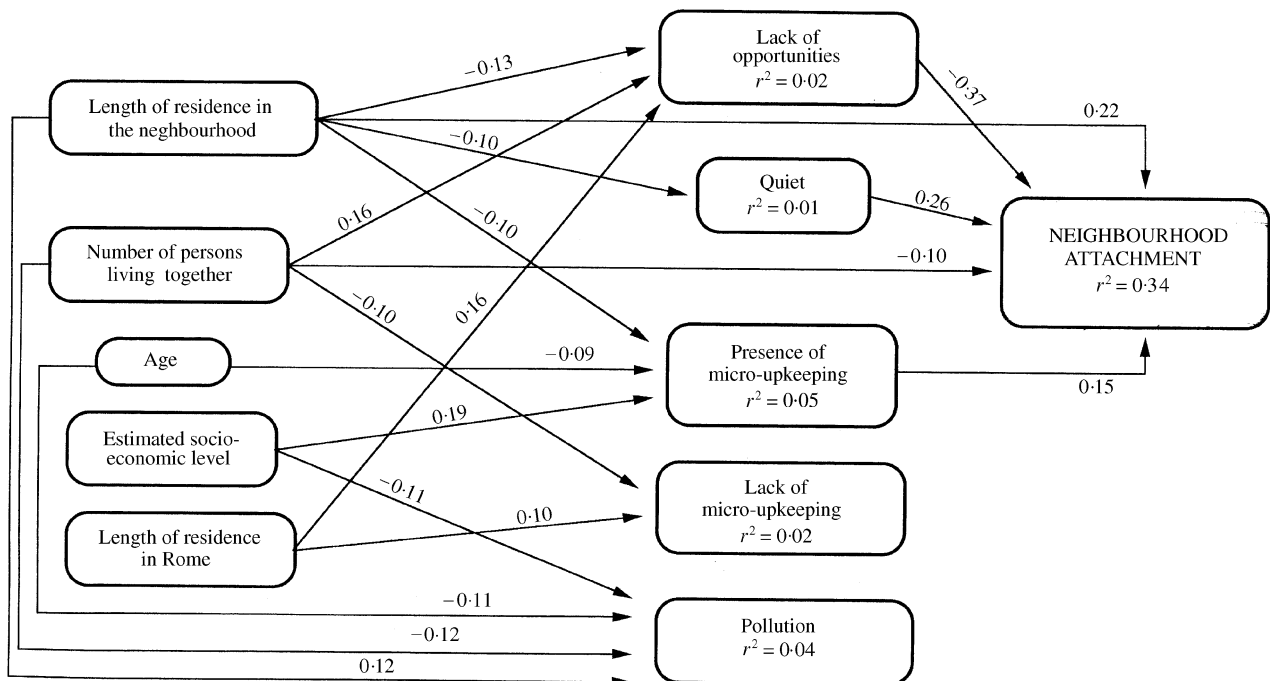 Lack of
opportunities
r² = 0·02
−0·13
−0·37
Length of residence in
the neghbourhood
0·22
−0·10
Quiet
r² = 0·01
0·26
0·16
−0·10
Number of persons
living together
−0·10
NEIGHBOURHOOD
ATTACHMENT
r² = 0·34
−0·10
0·16
Age
−0·09
Presence of
micro-upkeeping
r² = 0·05
0·15
Estimated socio-
economic level
0·19
−0·11
Lack of
micro-upkeeping
r² = 0·02
Length of residence
in Rome
0·10
−0·11
Pollution
r² = 0·04
−0·12
0·12